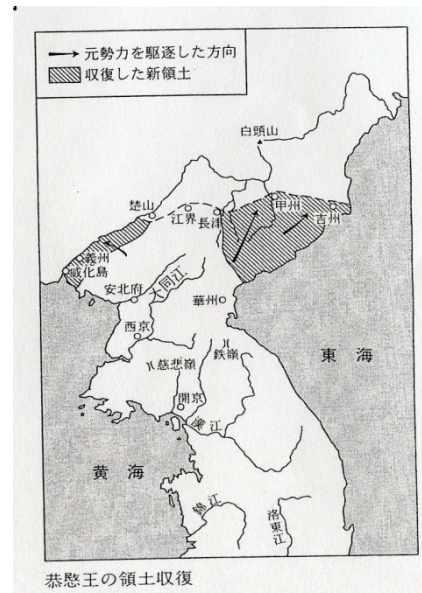 元勢力を駆逐した方向
収復した新領土
白頭山
楚山
江界
長津
甲州
吉州
義州
威化島
安北府
大同江
華州
西京
慈悲嶺
鉄嶺
東海
開京
漢江
黄海
錦江
洛東江
恭愍王の領土収復